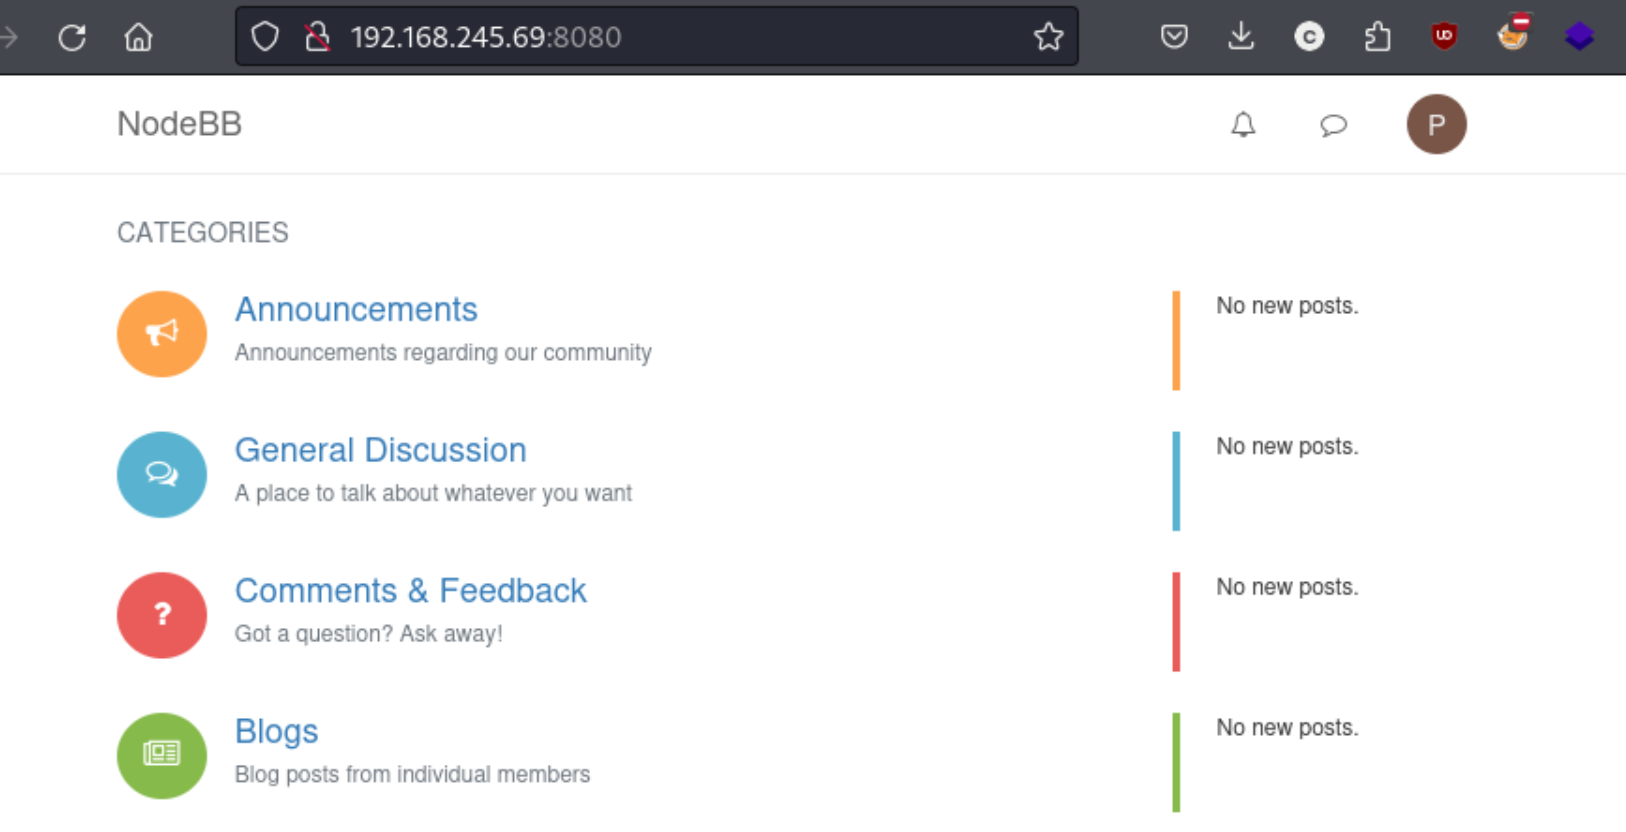 192.168.245.69:8080
NodeBB
P
CATEGORIES
Announcements
Announcements regarding our community
No new posts.
General Discussion
A place to talk about whatever you want
No new posts.
Comments & Feedback
Got a question? Ask away!
No new posts.
Blogs
Blog posts from individual members
No new posts.